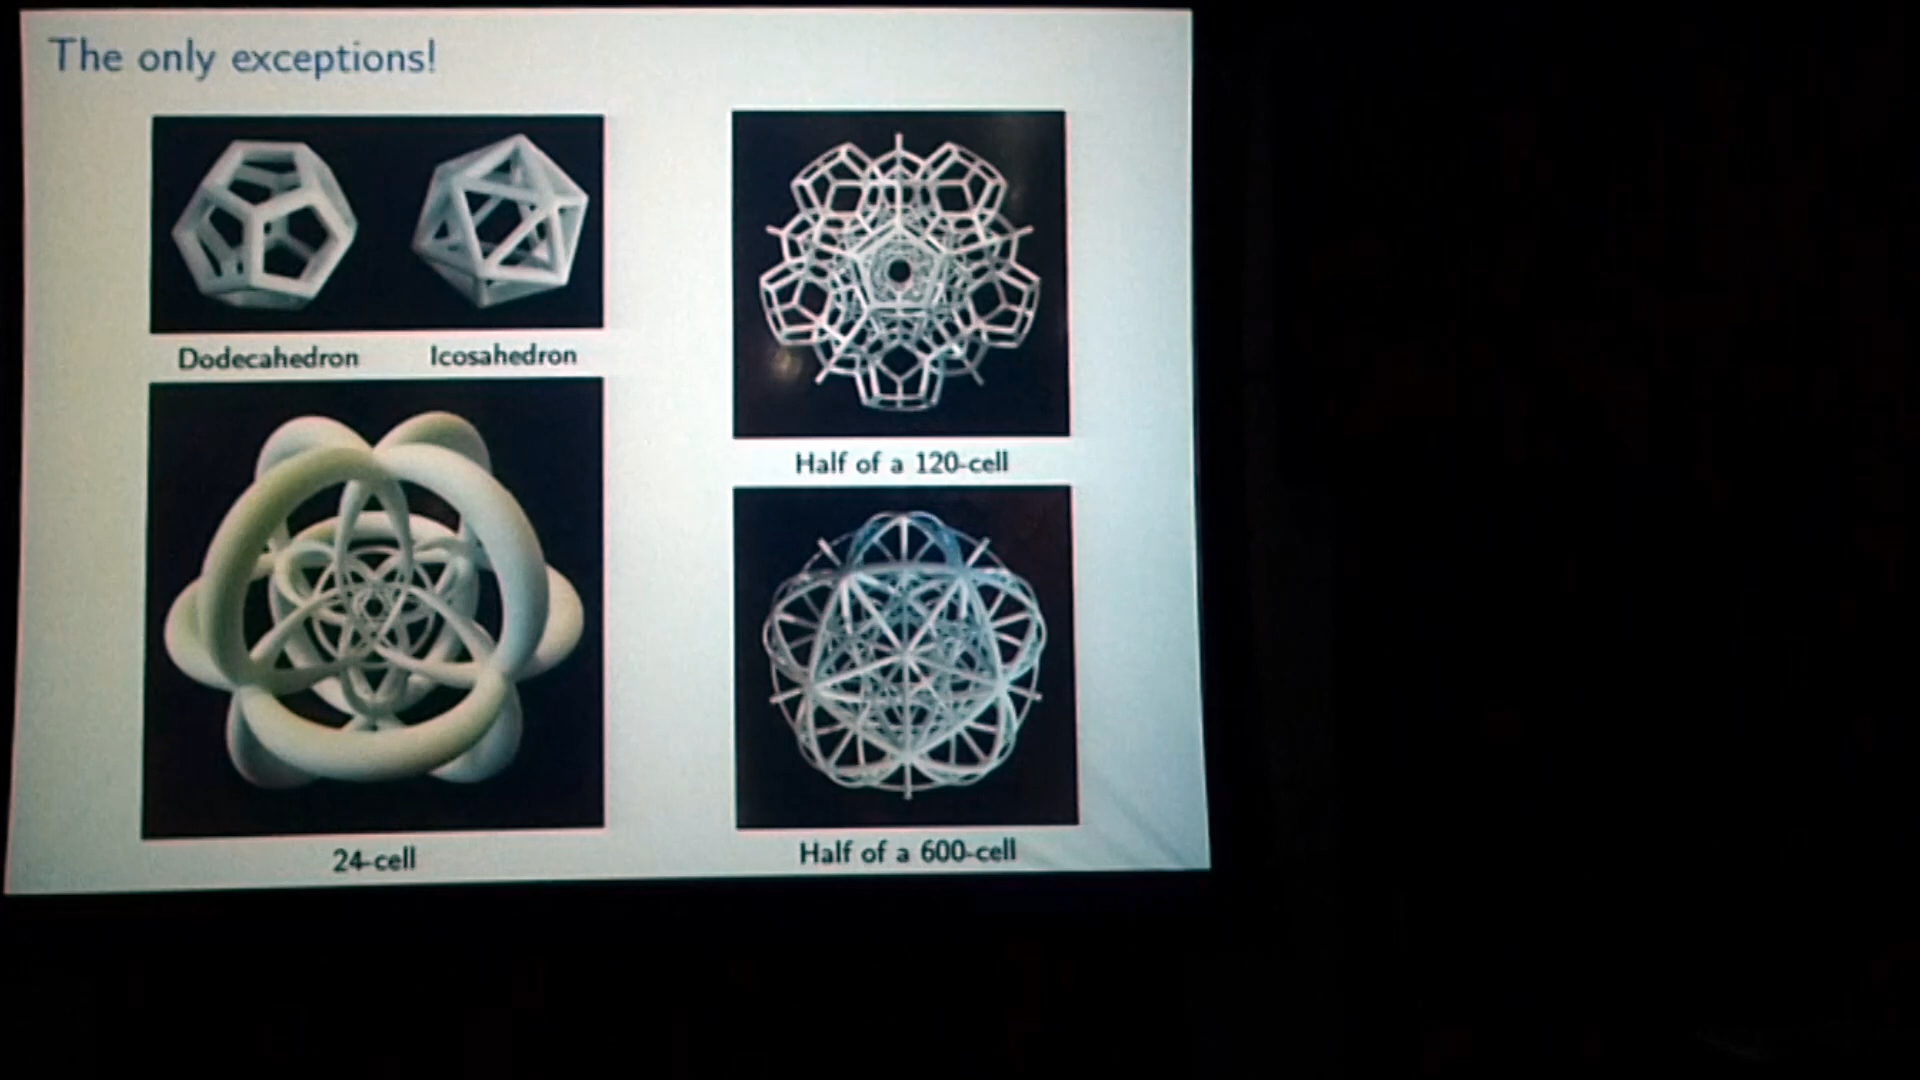 The only exceptions!
Dodecahedron
Icosahedron
Half of a 120-cell
24-cell
Half of a 600-cell